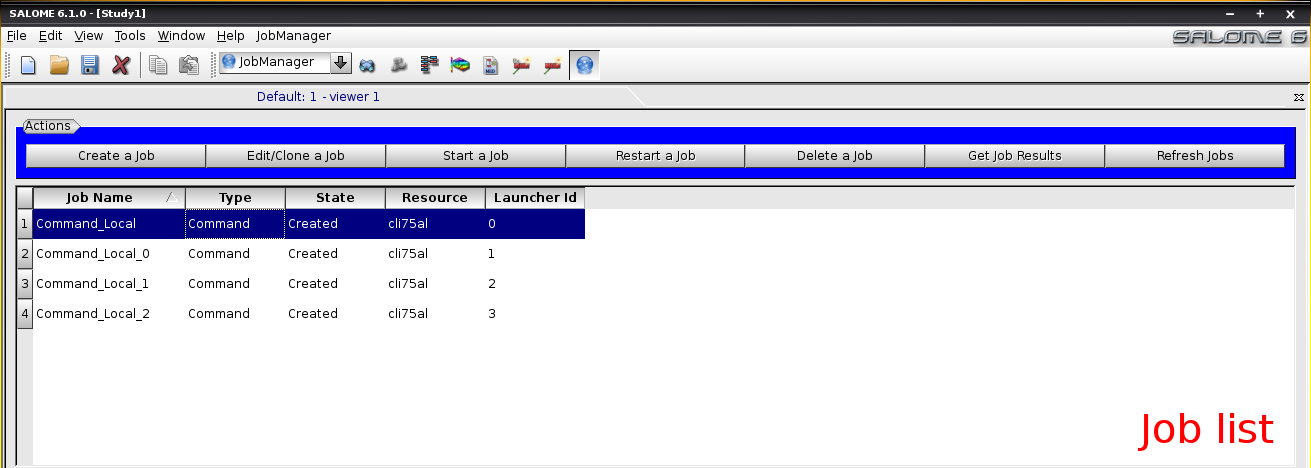 SALOME 6.1.0 - [Study1]
File Edit View Tools Window Help JobManager
SALOME 6
JobManager
Default: 1 - viewer 1
Actions
Create a Job Edit/Clone a Job Start a Job Restart a Job Delete a Job Get Job Results Refresh Jobs
Job Name Type State Resource Launcher Id
1 Command_Local Command Created cli75al 0
2 Command_Local_0 Command Created cli75al 1
3 Command_Local_1 Command Created cli75al 2
4 Command_Local_2 Command Created cli75al 3
Job list